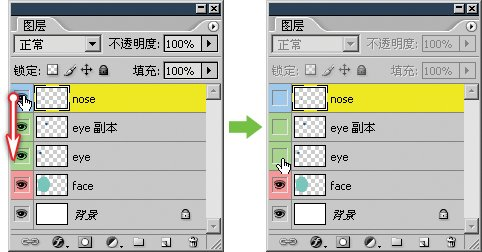 图层
正常 不透明度: 100%
锁定: 填充: 100%
nose
eye 副本
eye
face
背景
图层
正常 不透明度: 100%
锁定: 填充: 100%
nose
eye 副本
eye
face
背景